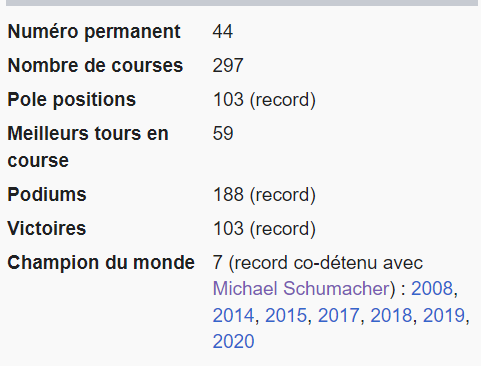 Numéro permanent 44
Nombre de courses 297
Pole positions 103 (record)
Meilleurs tours en 59
course
Podiums 188 (record)
Victoires 103 (record)
Champion du monde 7 (record co-détenu avec
Michael Schumacher) : 2008,
2014, 2015, 2017, 2018, 2019,
2020